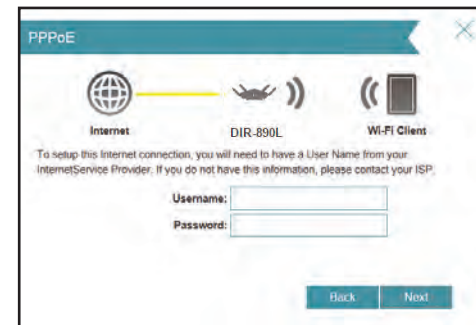 PPPoE
Internet DIR-890L Wi-Fi Client
To setup this Internet connection, you will need to have a User Name from your
InternetService Provider. If you do not have this information, please contact your ISP.
Username:
Password:
Back Next